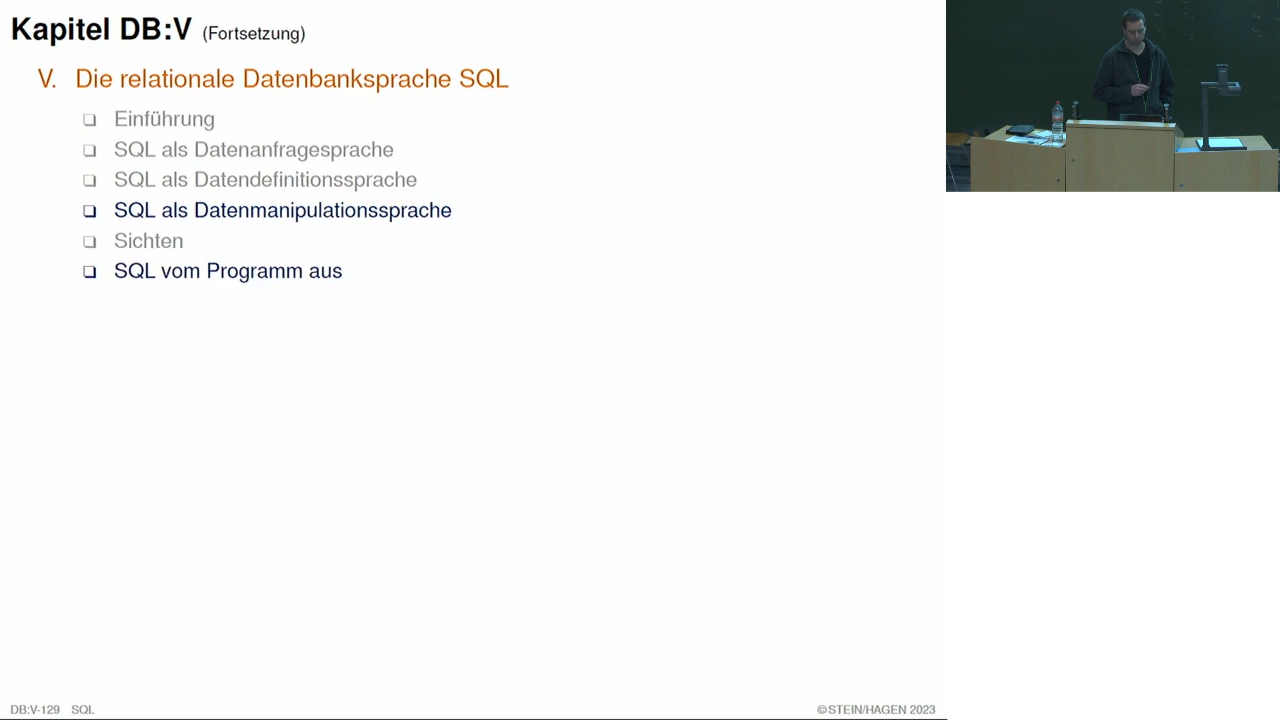 Kapitel DB:V (Fortsetzung)
V. Die relationale Datenbanksprache SQL
❑ Einführung
❑ SQL als Datenanfragesprache
❑ SQL als Datendefinitionssprache
❑ SQL als Datenmanipulationssprache
❑ Sichten
❑ SQL vom Programm aus
DB:V-129 SQL
©STEIN/HAGEN 2023